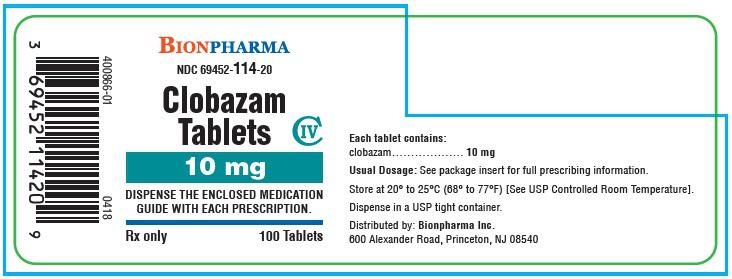 BIONPHARMA
NDC 69452-114-20
Clobazam
Tablets
CIV
10 mg
DISPENSE THE ENCLOSED MEDICATION
GUIDE WITH EACH PRESCRIPTION.
Rx only 100 Tablets
400866-01
0418
3 69452 11420 9
Each tablet contains:
clobazam................... 10 mg
Usual Dosage: See package insert for full prescribing information.
Store at 20° to 25°C (68° to 77°F) [See USP Controlled Room Temperature].
Dispense in a USP tight container.
Distributed by: Bionpharma Inc.
600 Alexander Road, Princeton, NJ 08540